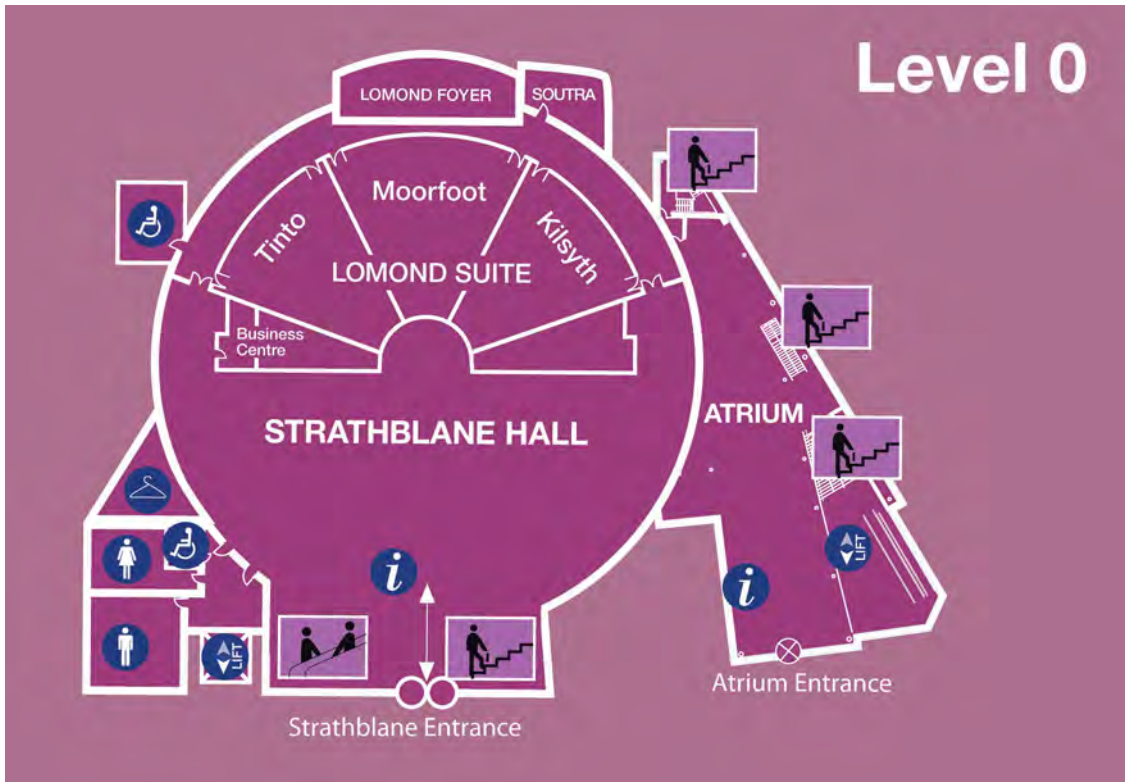 Level 0
LOMOND FOYER
SOUTRA
Moorfoot
Tinto
Kilsyth
LOMOND SUITE
Business
Centre
ATRIUM
STRATHBLANE HALL
LIFT
i
i
LIFT
Atrium Entrance
Strathblane Entrance